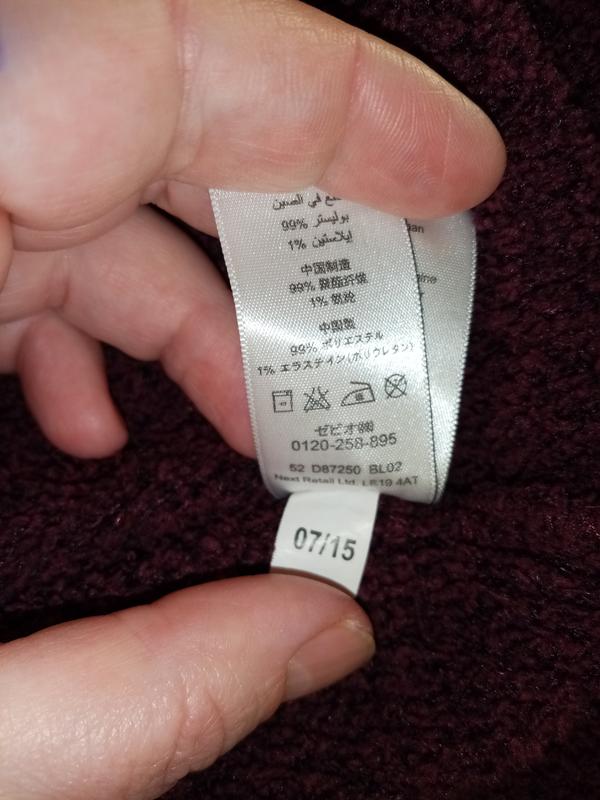 في الصين
99% بوليستر
1% إيلاستين
中国制造
99% 聚酯纤维
1% 氨纶
中国製
99% ポリエステル
1% エラステイン(ポリウレタン)
ゼビオ㈱
0120-258-895
52 D87250 BL02
Next Retail Ltd. LE19 4AT
07/15